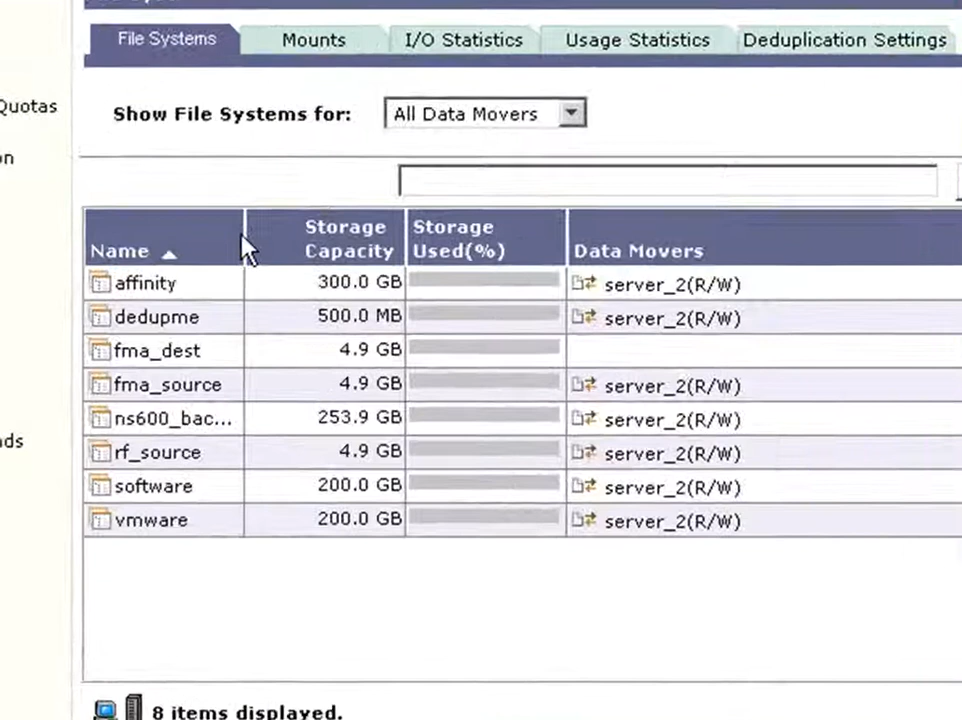 File Systems Mounts I/O Statistics Usage Statistics Deduplication Settings
Quotas
Show File Systems for: All Data Movers
on
Name Storage Capacity Storage Used(%) Data Movers
affinity 300.0 GB server_2(R/W)
dedupme 500.0 MB server_2(R/W)
fma_dest 4.9 GB
fma_source 4.9 GB server_2(R/W)
ns600_bac... 253.9 GB server_2(R/W)
nds
rf_source 4.9 GB server_2(R/W)
software 200.0 GB server_2(R/W)
vmware 200.0 GB server_2(R/W)
8 items displayed.